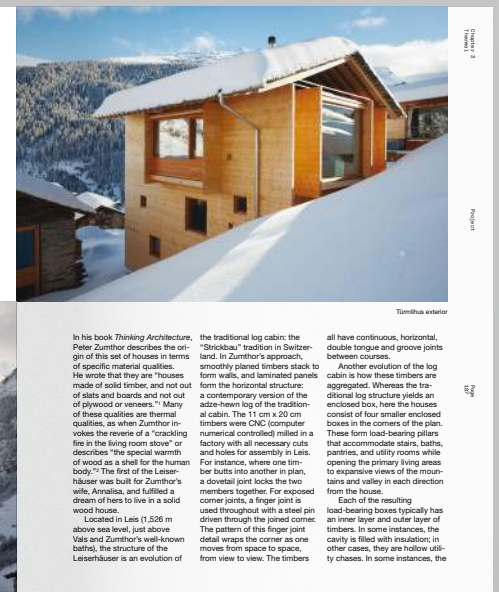 Chapter 3
Thermal
Project
Türmlihus exterior
Page
187
In his book Thinking Architecture,
Peter Zumthor describes the ori-
gin of this set of houses in terms
of specific material qualities.
He wrote that they are “houses
made of solid timber, and not out
of slats and boards and not out
of plywood or veneers.”¹ Many
of these qualities are thermal
qualities, as when Zumthor in-
vokes the reverie of a “crackling
fire in the living room stove” or
describes “the special warmth
of wood as a shell for the human
body.”² The first of the Leiser-
häuser was built for Zumthor’s
wife, Annalisa, and fulfilled a
dream of hers to live in a solid
wood house.
Located in Leis (1,526 m
above sea level, just above
Vals and Zumthor’s well-known
baths), the structure of the
Leiserhäuser is an evolution of
the traditional log cabin: the
“Strickbau” tradition in Switzer-
land. In Zumthor’s approach,
smoothly planed timbers stack to
form walls, and laminated panels
form the horizontal structure:
a contemporary version of the
adze-hewn log of the tradition-
al cabin. The 11 cm x 20 cm
timbers were CNC (computer
numerical controlled) milled in a
factory with all necessary cuts
and holes for assembly in Leis.
For instance, where one tim-
ber butts into another in plan,
a dovetail joint locks the two
members together. For exposed
corner joints, a finger joint is
used throughout with a steel pin
driven through the joined corner.
The pattern of this finger joint
detail wraps the corner as one
moves from space to space,
from view to view. The timbers
all have continuous, horizontal,
double tongue and groove joints
between courses.
Another evolution of the log
cabin is how these timbers are
aggregated. Whereas the tra-
ditional log structure yields an
enclosed box, here the houses
consist of four smaller enclosed
boxes in the corners of the plan.
These form load-bearing pillars
that accommodate stairs, baths,
pantries, and utility rooms while
opening the primary living areas
to expansive views of the moun-
tains and valley in each direction
from the house.
Each of the resulting
load-bearing boxes typically has
an inner layer and outer layer of
timbers. In some instances, the
cavity is filled with insulation; in
other cases, they are hollow utili-
ty chases. In some instances, the